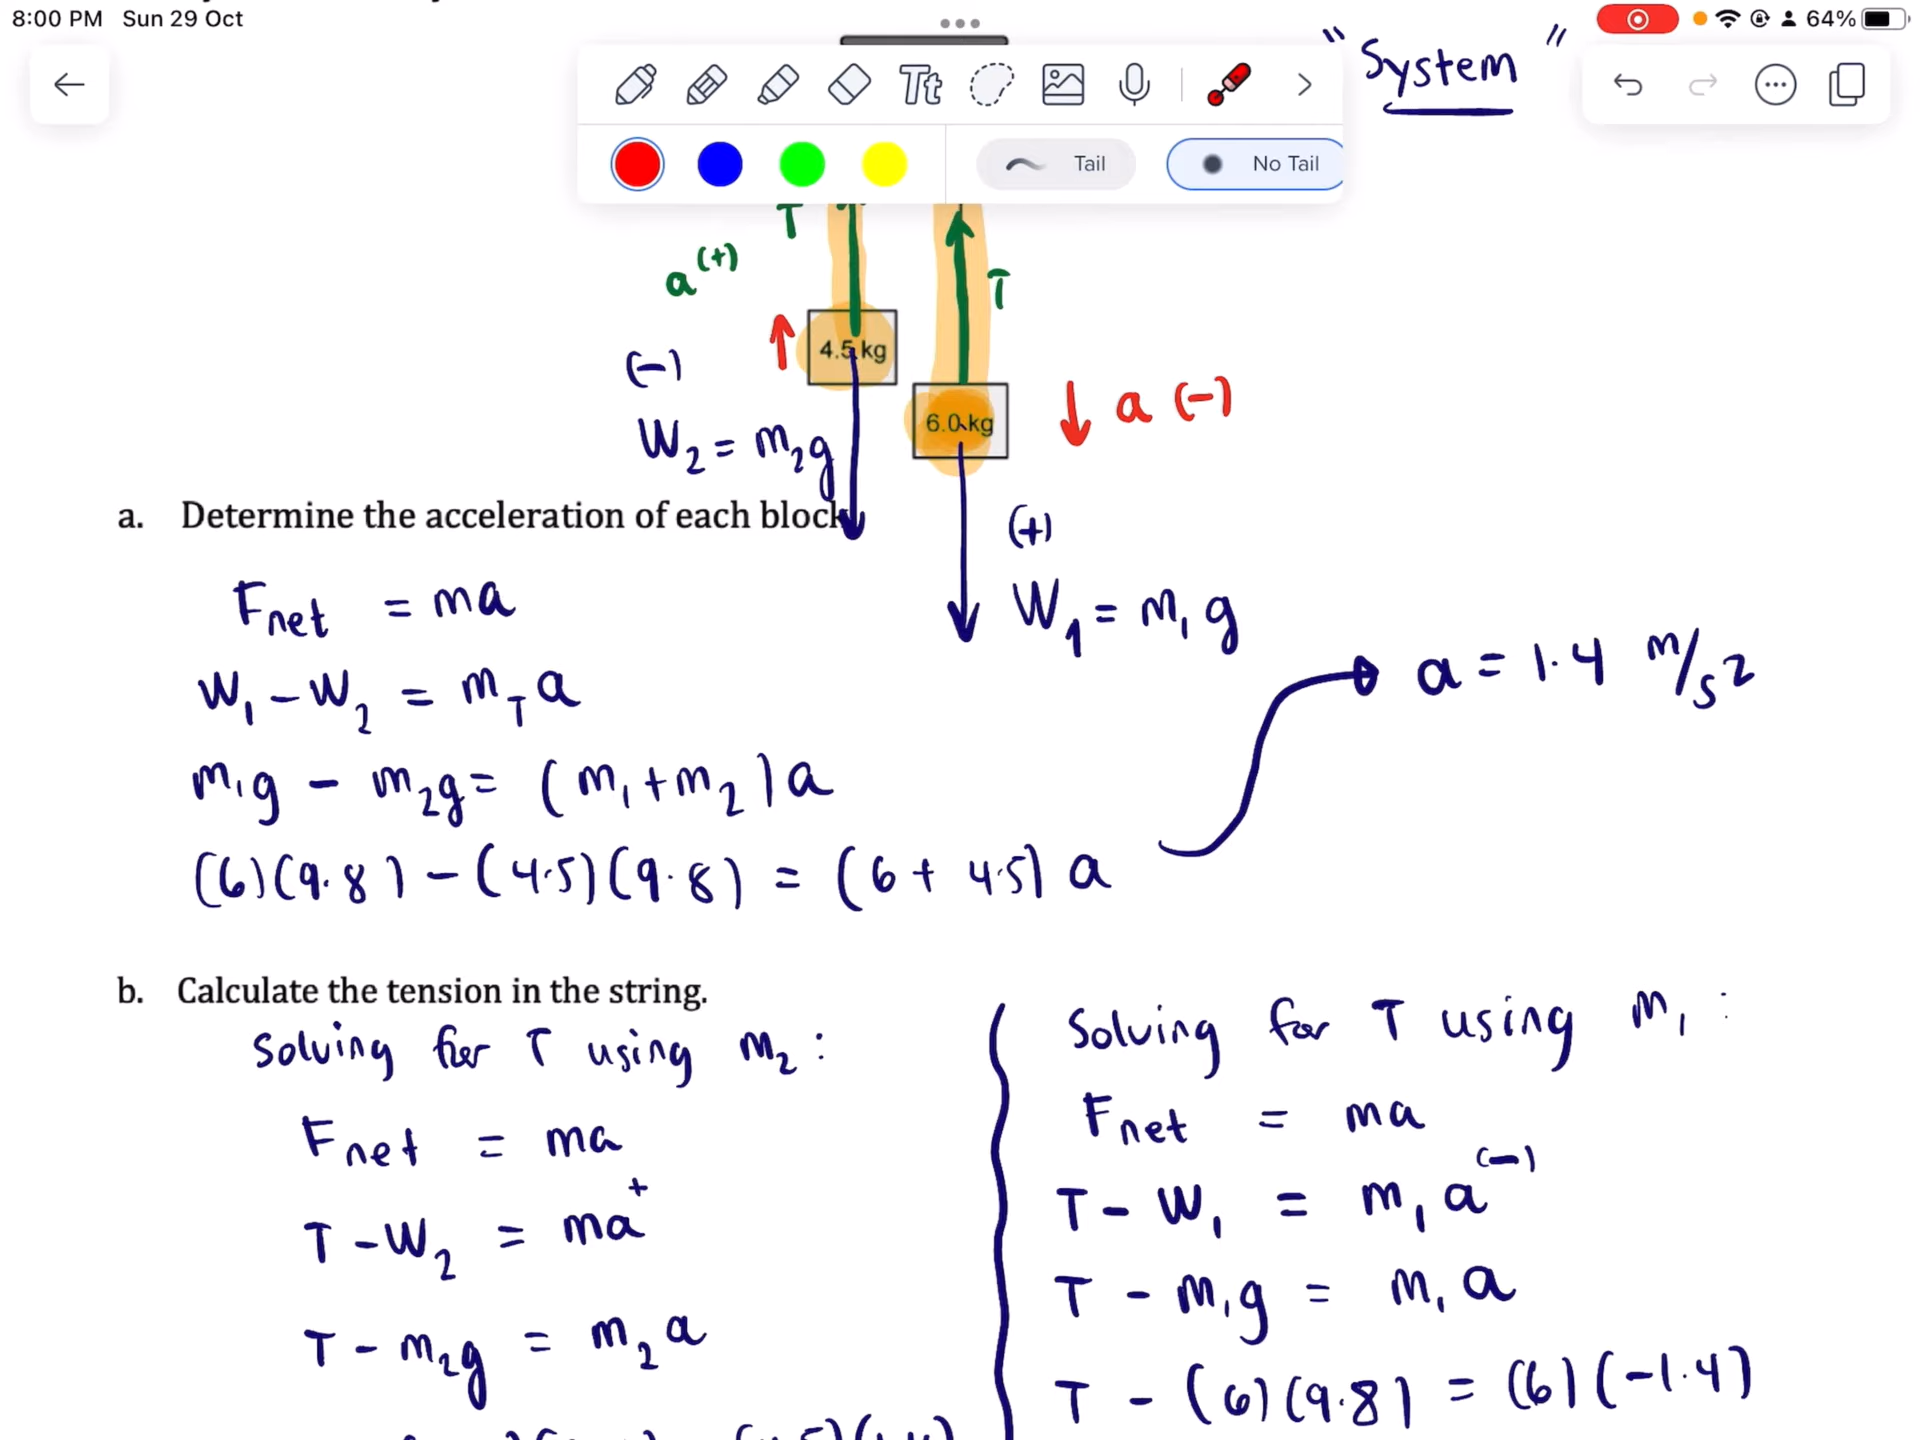 8:00 PM Sun 29 Oct
64%
"System"
Tt
Tail
No Tail
T
a (+)
T
4.5 kg
(-)
6.0 kg
a (-)
W₂ = m₂g
a. Determine the acceleration of each block
(+)
Fnet = ma
W₁ = m₁g
W₁ - W₂ = m_T a
a = 1.4 m/s²
m₁g - m₂g = (m₁+m₂)a
(6)(9.8) - (4.5)(9.8) = (6 + 4.5) a
b. Calculate the tension in the string.
Solving for T using m₂:
Fnet = ma
T - W₂ = ma⁺
T - m₂g = m₂a
Solving for T using m₁:
Fnet = ma
T - W₁ = m₁a⁽⁻⁾
T - m₁g = m₁a
T - (6)(9.8) = (6)(-1.4)